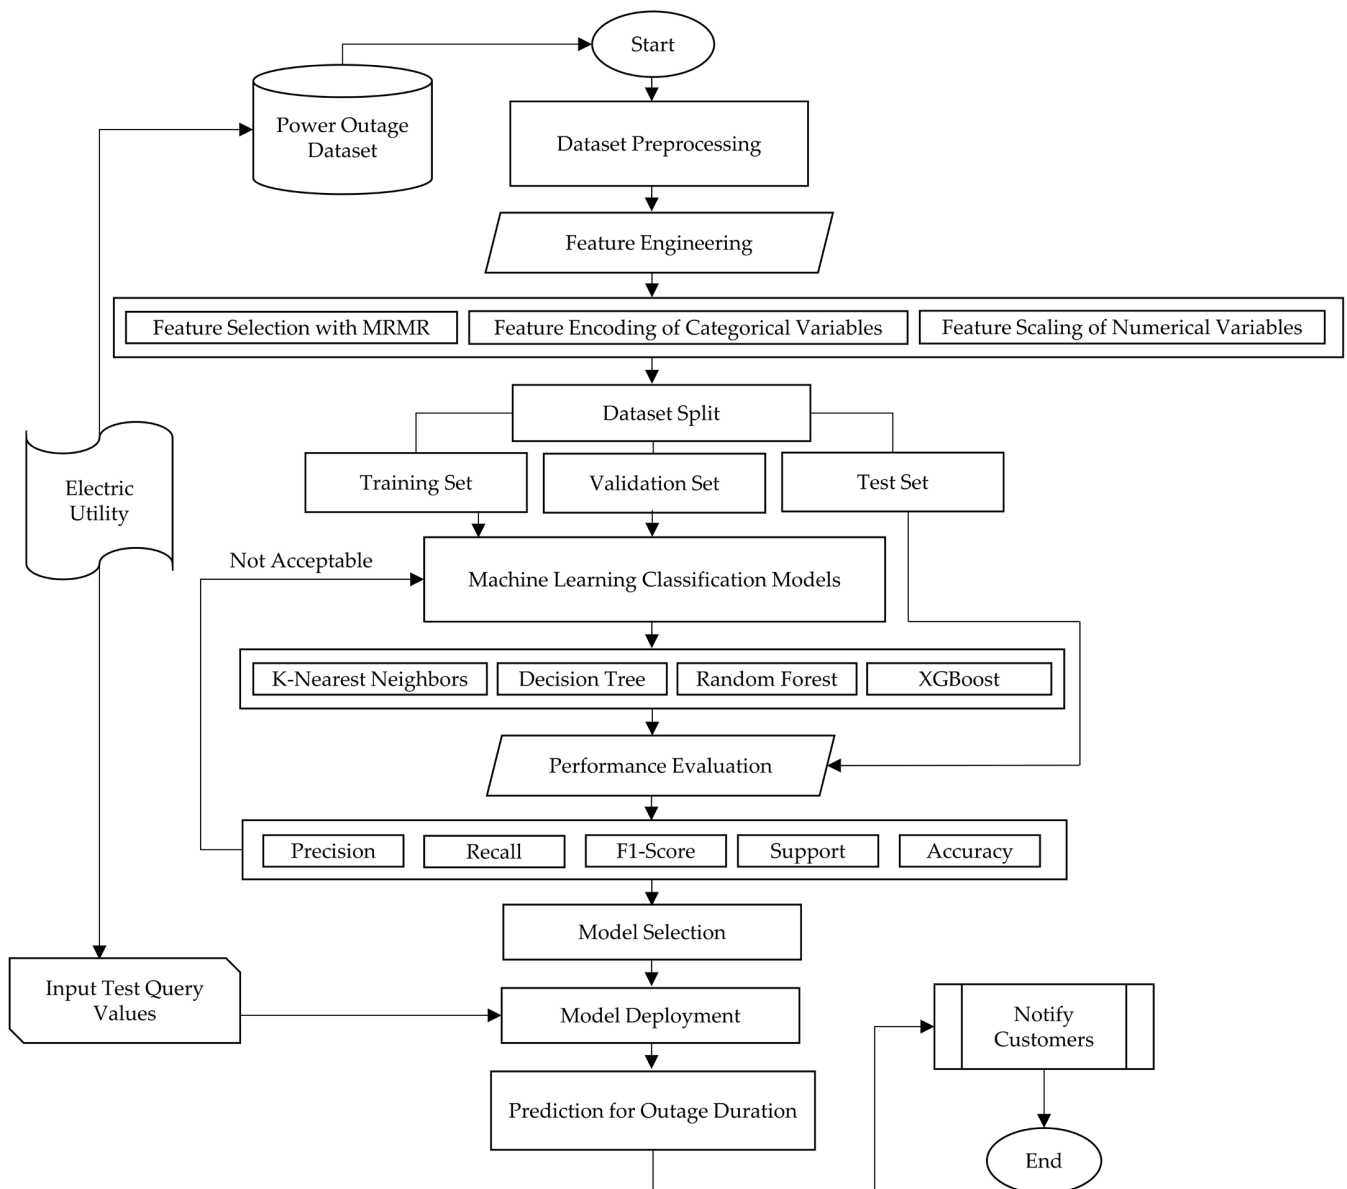 Start
Power Outage
Dataset
Dataset Preprocessing
Feature Engineering
Feature Selection with MRMR
Feature Encoding of Categorical Variables
Feature Scaling of Numerical Variables
Dataset Split
Training Set
Validation Set
Test Set
Electric
Utility
Not Acceptable
Machine Learning Classification Models
K-Nearest Neighbors
Decision Tree
Random Forest
XGBoost
Performance Evaluation
Precision
Recall
F1-Score
Support
Accuracy
Model Selection
Input Test Query
Values
Model Deployment
Notify
Customers
Prediction for Outage Duration
End